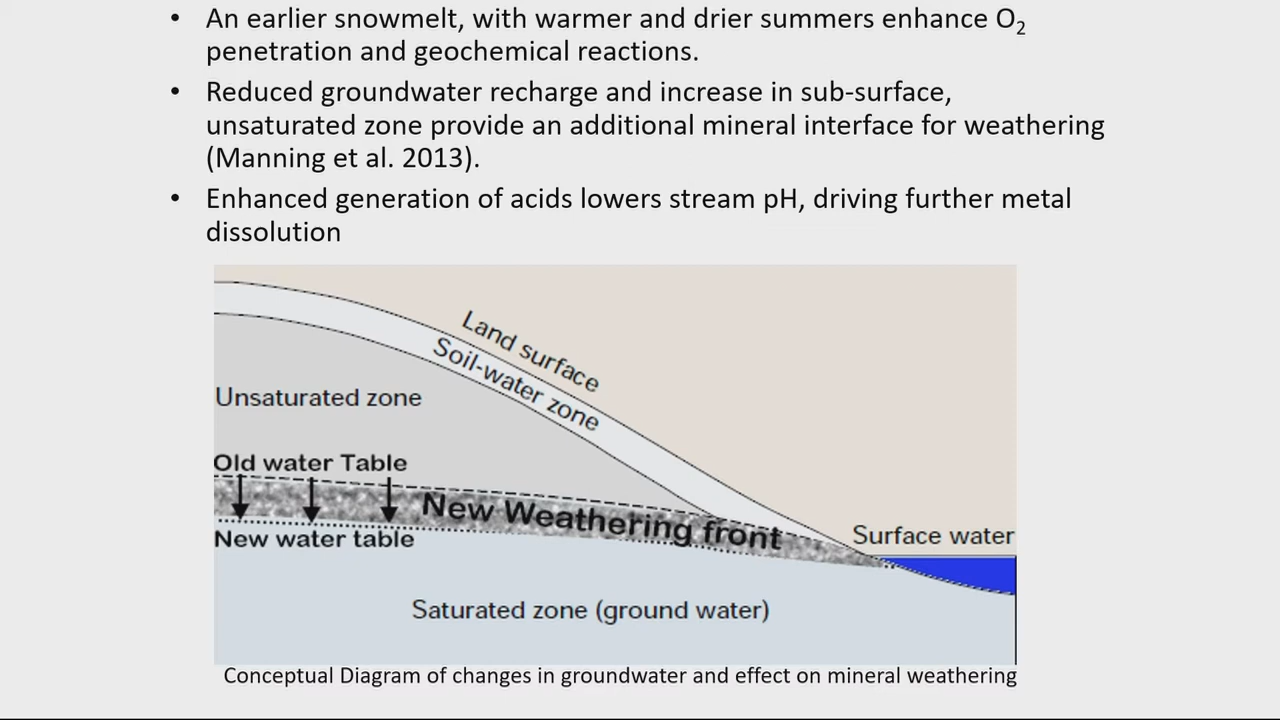 • An earlier snowmelt, with warmer and drier summers enhance O₂
penetration and geochemical reactions.
• Reduced groundwater recharge and increase in sub-surface,
unsaturated zone provide an additional mineral interface for weathering
(Manning et al. 2013).
• Enhanced generation of acids lowers stream pH, driving further metal
dissolution
Land surface
Soil-water zone
Unsaturated zone
Old water Table
New Weathering front
New water table
Surface water
Saturated zone (ground water)
Conceptual Diagram of changes in groundwater and effect on mineral weathering